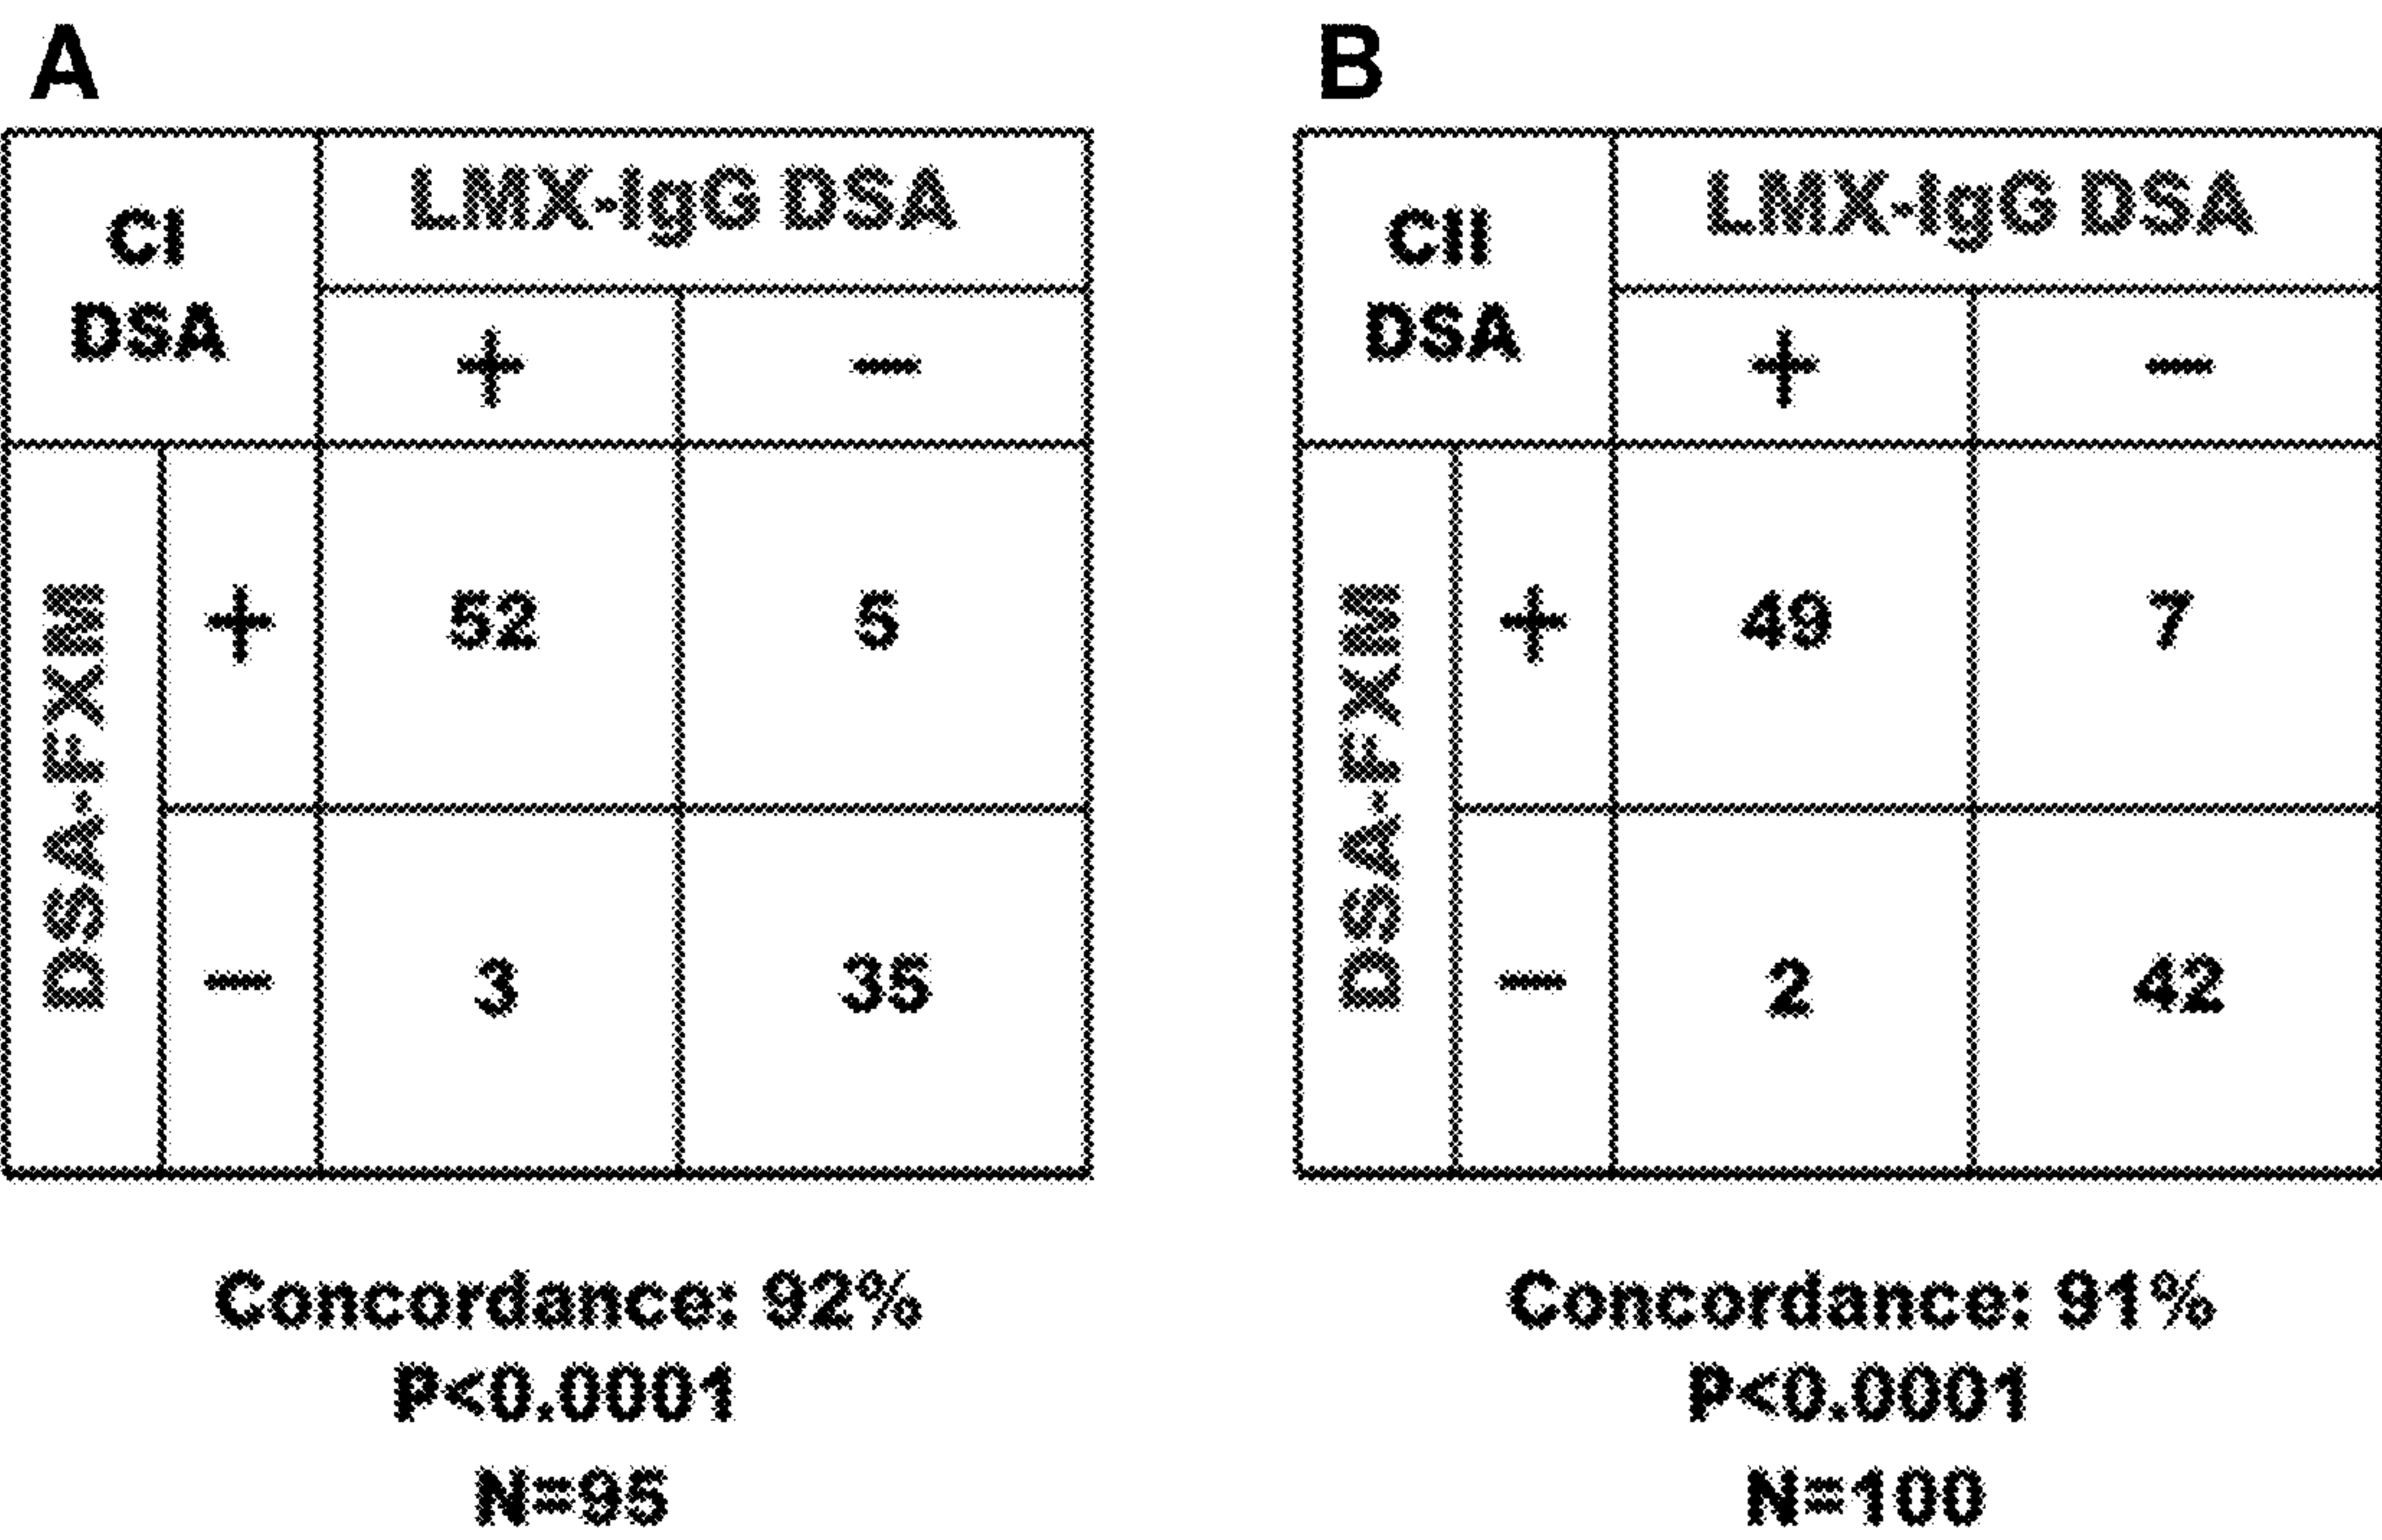 A
CI
DSA
LMX-IgG DSA
+ −
DSA-FXM
+ 52 5
− 3 35
Concordance: 92%
P<0.0001
N=95
B
CII
DSA
LMX-IgG DSA
+ −
DSA-FXM
+ 49 7
− 2 42
Concordance: 91%
P<0.0001
N=100